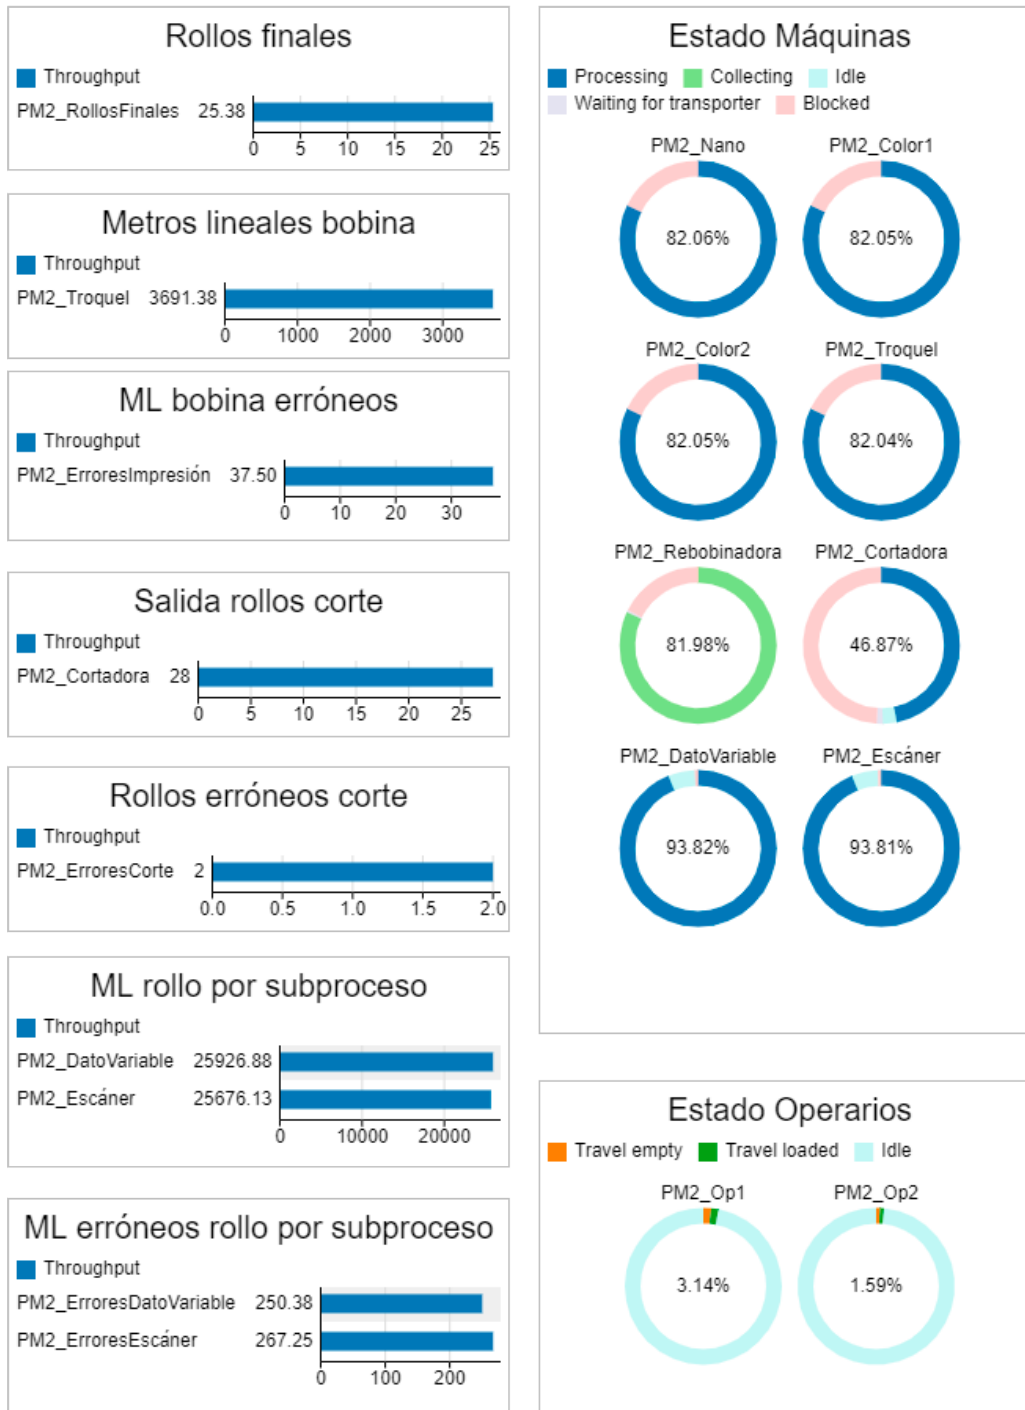 Rollos finales
Throughput
PM2_RollosFinales 25.38
0 5 10 15 20 25
Metros lineales bobina
Throughput
PM2_Troquel 3691.38
0 1000 2000 3000
ML bobina erróneos
Throughput
PM2_ErroresImpresión 37.50
0 10 20 30
Salida rollos corte
Throughput
PM2_Cortadora 28
0 5 10 15 20 25
Rollos erróneos corte
Throughput
PM2_ErroresCorte 2
0.0 0.5 1.0 1.5 2.0
ML rollo por subproceso
Throughput
PM2_DatoVariable 25926.88
PM2_Escáner 25676.13
0 10000 20000
ML erróneos rollo por subproceso
Throughput
PM2_ErroresDatoVariable 250.38
PM2_ErroresEscáner 267.25
0 100 200
Estado Máquinas
Processing Collecting Idle
Waiting for transporter Blocked
PM2_Nano PM2_Color1
82.06% 82.05%
PM2_Color2 PM2_Troquel
82.05% 82.04%
PM2_Rebobinadora PM2_Cortadora
81.98% 46.87%
PM2_DatoVariable PM2_Escáner
93.82% 93.81%
Estado Operarios
Travel empty Travel loaded Idle
PM2_Op1 PM2_Op2
3.14% 1.59%